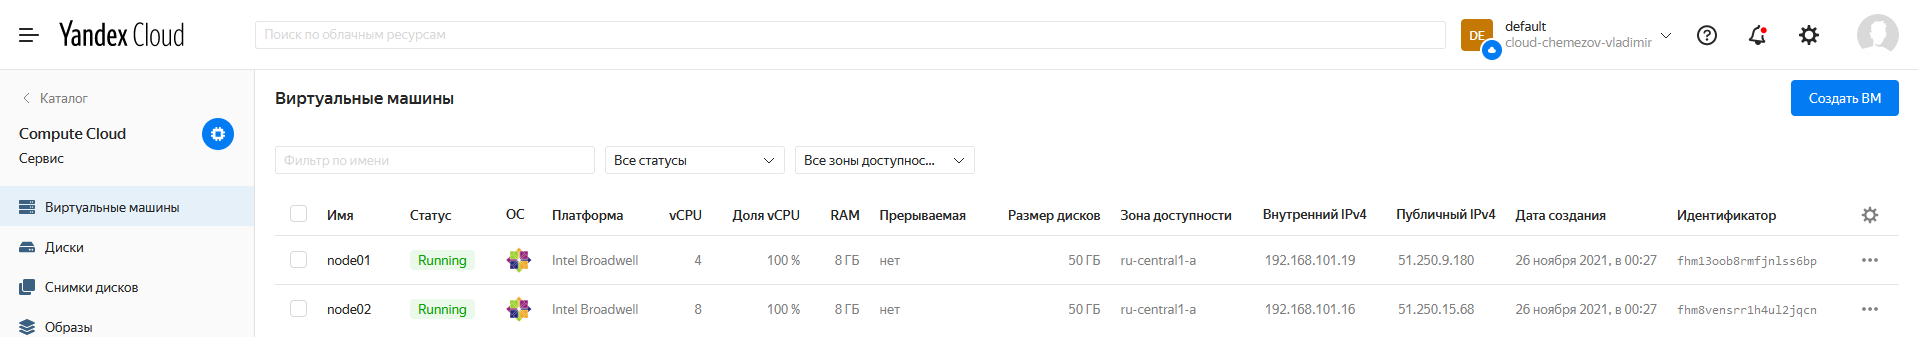 Yandex Cloud
Поиск по облачным ресурсам
DE
default
cloud-chemezov-vladimir
Каталог
Compute Cloud
Сервис
Виртуальные машины
Диски
Снимки дисков
Образы
Виртуальные машины
Создать ВМ
Фильтр по имени
Все статусы
Все зоны доступнос...
Имя Статус ОС Платформа vCPU Доля vCPU RAM Прерываемая Размер дисков Зона доступности Внутренний IPv4 Публичный IPv4 Дата создания Идентификатор
node01 Running Intel Broadwell 4 100 % 8 ГБ нет 50 ГБ ru-central1-a 192.168.101.19 51.250.9.180 26 ноября 2021, в 00:27 fhm13oob8rmfjnlss6bp
node02 Running Intel Broadwell 8 100 % 8 ГБ нет 50 ГБ ru-central1-a 192.168.101.16 51.250.15.68 26 ноября 2021, в 00:27 fhm8vensrr1h4ul2jqcn